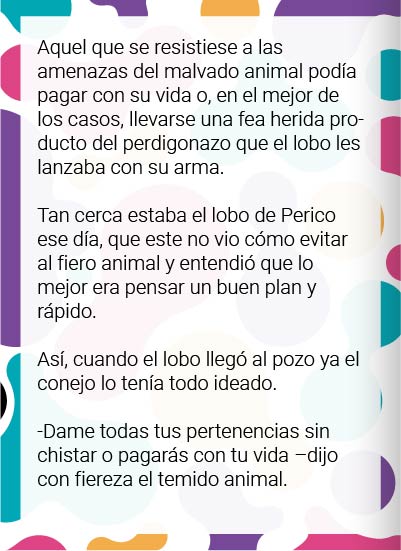 Aquel que se resistiese a las
amenazas del malvado animal podía
pagar con su vida o, en el mejor de
los casos, llevarse una fea herida pro-
ducto del perdigonazo que el lobo les
lanzaba con su arma.
Tan cerca estaba el lobo de Perico
ese día, que este no vio cómo evitar
al fiero animal y entendió que lo
mejor era pensar un buen plan y
rápido.
Así, cuando el lobo llegó al pozo ya el
conejo lo tenía todo ideado.
-Dame todas tus pertenencias sin
chistar o pagarás con tu vida –dijo
con fiereza el temido animal.